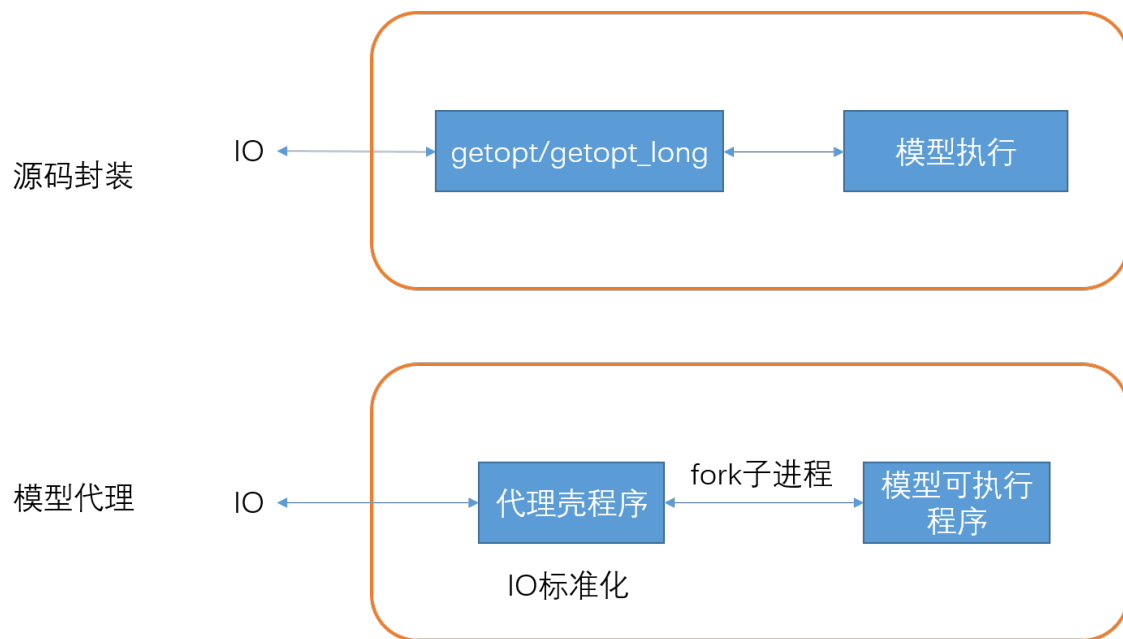 源码封装
IO
getopt/getopt_long
模型执行
模型代理
IO
代理壳程序
fork子进程
模型可执行
程序
IO标准化